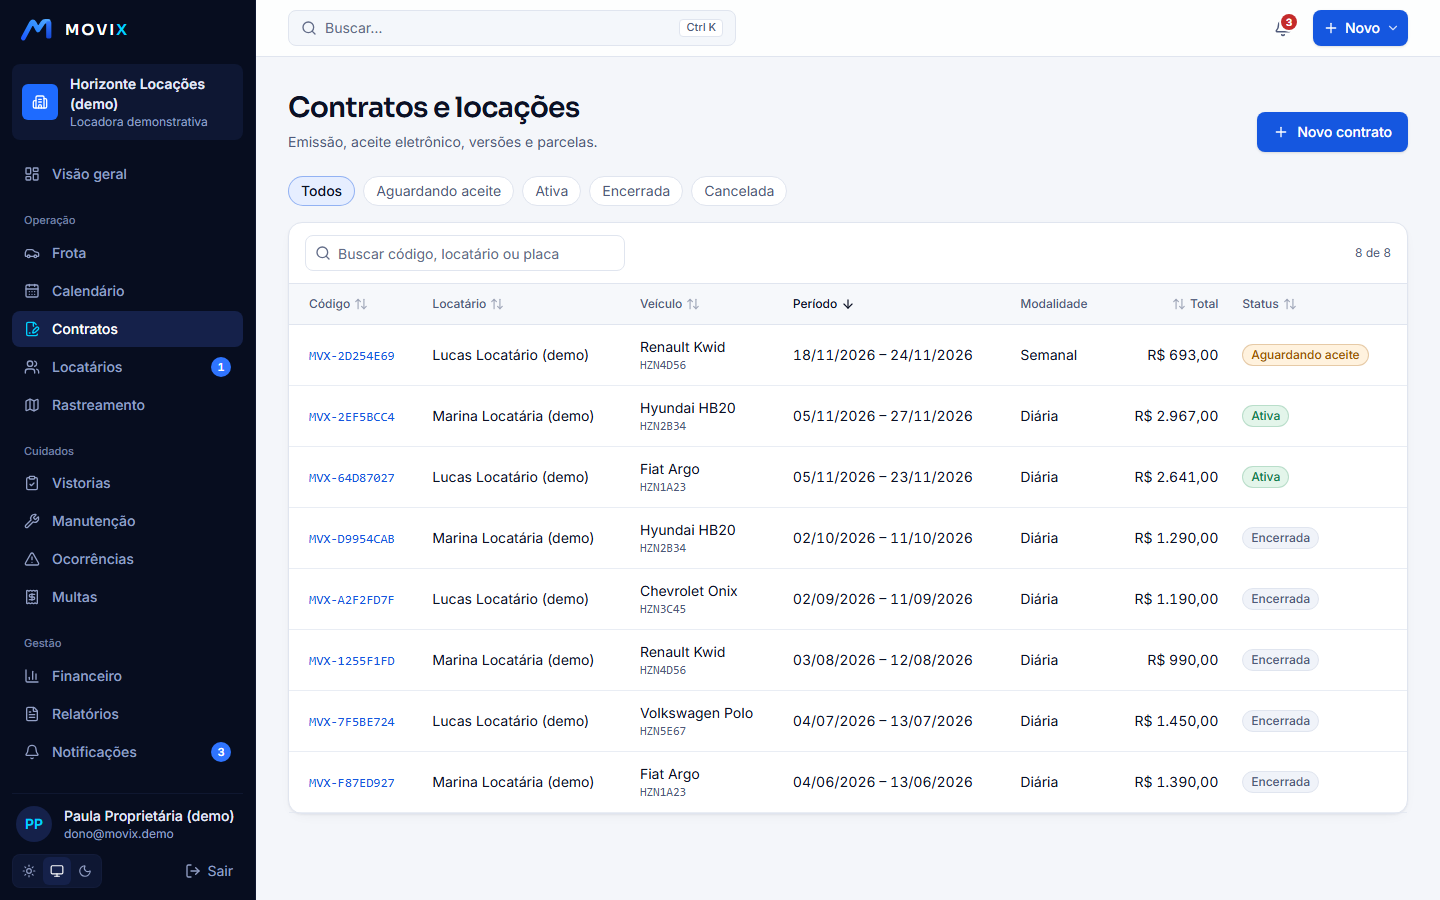 MOVIX
Horizonte Locações
(demo)
Locadora demonstrativa
Visão geral
Operação
Frota
Calendário
Contratos
Locatários 1
Rastreamento
Cuidados
Vistorias
Manutenção
Ocorrências
Multas
Gestão
Financeiro
Relatórios
Notificações 3
PP Paula Proprietária (demo)
dono@movix.demo
Sair
Buscar... Ctrl K
3
Novo
Contratos e locações
Emissão, aceite eletrônico, versões e parcelas.
Novo contrato
Todos Aguardando aceite Ativa Encerrada Cancelada
Buscar código, locatário ou placa 8 de 8
Código Locatário Veículo Período Modalidade Total Status
MVX-2D254E69 Lucas Locatário (demo) Renault Kwid 18/11/2026 – 24/11/2026 Semanal R$ 693,00 Aguardando aceite
HZN4D56
MVX-2EF5BCC4 Marina Locatária (demo) Hyundai HB20 05/11/2026 – 27/11/2026 Diária R$ 2.967,00 Ativa
HZN2B34
MVX-64D87027 Lucas Locatário (demo) Fiat Argo 05/11/2026 – 23/11/2026 Diária R$ 2.641,00 Ativa
HZN1A23
MVX-D9954CAB Marina Locatária (demo) Hyundai HB20 02/10/2026 – 11/10/2026 Diária R$ 1.290,00 Encerrada
HZN2B34
MVX-A2F2FD7F Lucas Locatário (demo) Chevrolet Onix 02/09/2026 – 11/09/2026 Diária R$ 1.190,00 Encerrada
HZN3C45
MVX-1255F1FD Marina Locatária (demo) Renault Kwid 03/08/2026 – 12/08/2026 Diária R$ 990,00 Encerrada
HZN4D56
MVX-7F5BE724 Lucas Locatário (demo) Volkswagen Polo 04/07/2026 – 13/07/2026 Diária R$ 1.450,00 Encerrada
HZN5E67
MVX-F87ED927 Marina Locatária (demo) Fiat Argo 04/06/2026 – 13/06/2026 Diária R$ 1.390,00 Encerrada
HZN1A23